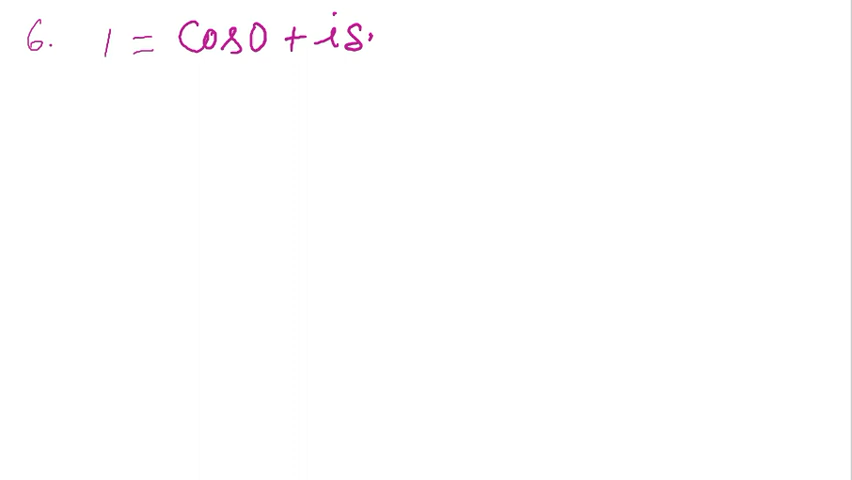 6. 1 = Cos0 + is